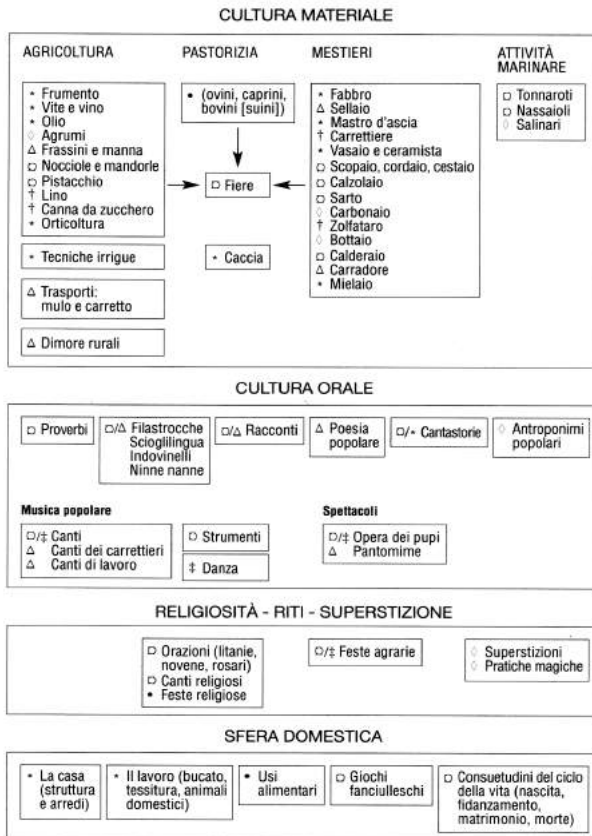 CULTURA MATERIALE
AGRICOLTURA
* Frumento
* Vite e vino
* Olio
◊ Agrumi
Δ Frassini e manna
▢ Nocciole e mandorle
▢ Pistacchio
† Lino
† Canna da zucchero
* Orticoltura
* Tecniche irrigue
Δ Trasporti:
mulo e carretto
Δ Dimore rurali
PASTORIZIA
• (ovini, caprini,
bovini [suini])
▢ Fiere
* Caccia
MESTIERI
* Fabbro
Δ Sellaio
* Mastro d'ascia
† Carrettiere
* Vasaio e ceramista
▢ Scopaio, cordaio, cestaio
▢ Calzolaio
▢ Sarto
◊ Carbonaio
† Zolfataro
◊ Bottaio
▢ Calderaio
Δ Carradore
* Mielaio
ATTIVITÀ
MARINARE
▢ Tonnaroti
▢ Nassaioli
◊ Salinari
CULTURA ORALE
▢ Proverbi
▢/Δ Filastrocche
Scioglilingua
Indovinelli
Ninne nanne
▢/Δ Racconti
Δ Poesia
popolare
▢/* Cantastorie
◊ Antroponimi
popolari
Musica popolare
▢/‡ Canti
Δ Canti dei carrettieri
Δ Canti di lavoro
▢ Strumenti
‡ Danza
Spettacoli
▢/‡ Opera dei pupi
Δ Pantomime
RELIGIOSITÀ - RITI - SUPERSTIZIONE
▢ Orazioni (litanie,
novene, rosari)
▢ Canti religiosi
• Feste religiose
▢/‡ Feste agrarie
◊ Superstizioni
◊ Pratiche magiche
SFERA DOMESTICA
* La casa
(struttura
e arredi)
* Il lavoro (bucato,
tessitura, animali
domestici)
• Usi
alimentari
▢ Giochi
fanciulleschi
▢ Consuetudini del ciclo
della vita (nascita,
fidanzamento,
matrimonio, morte)